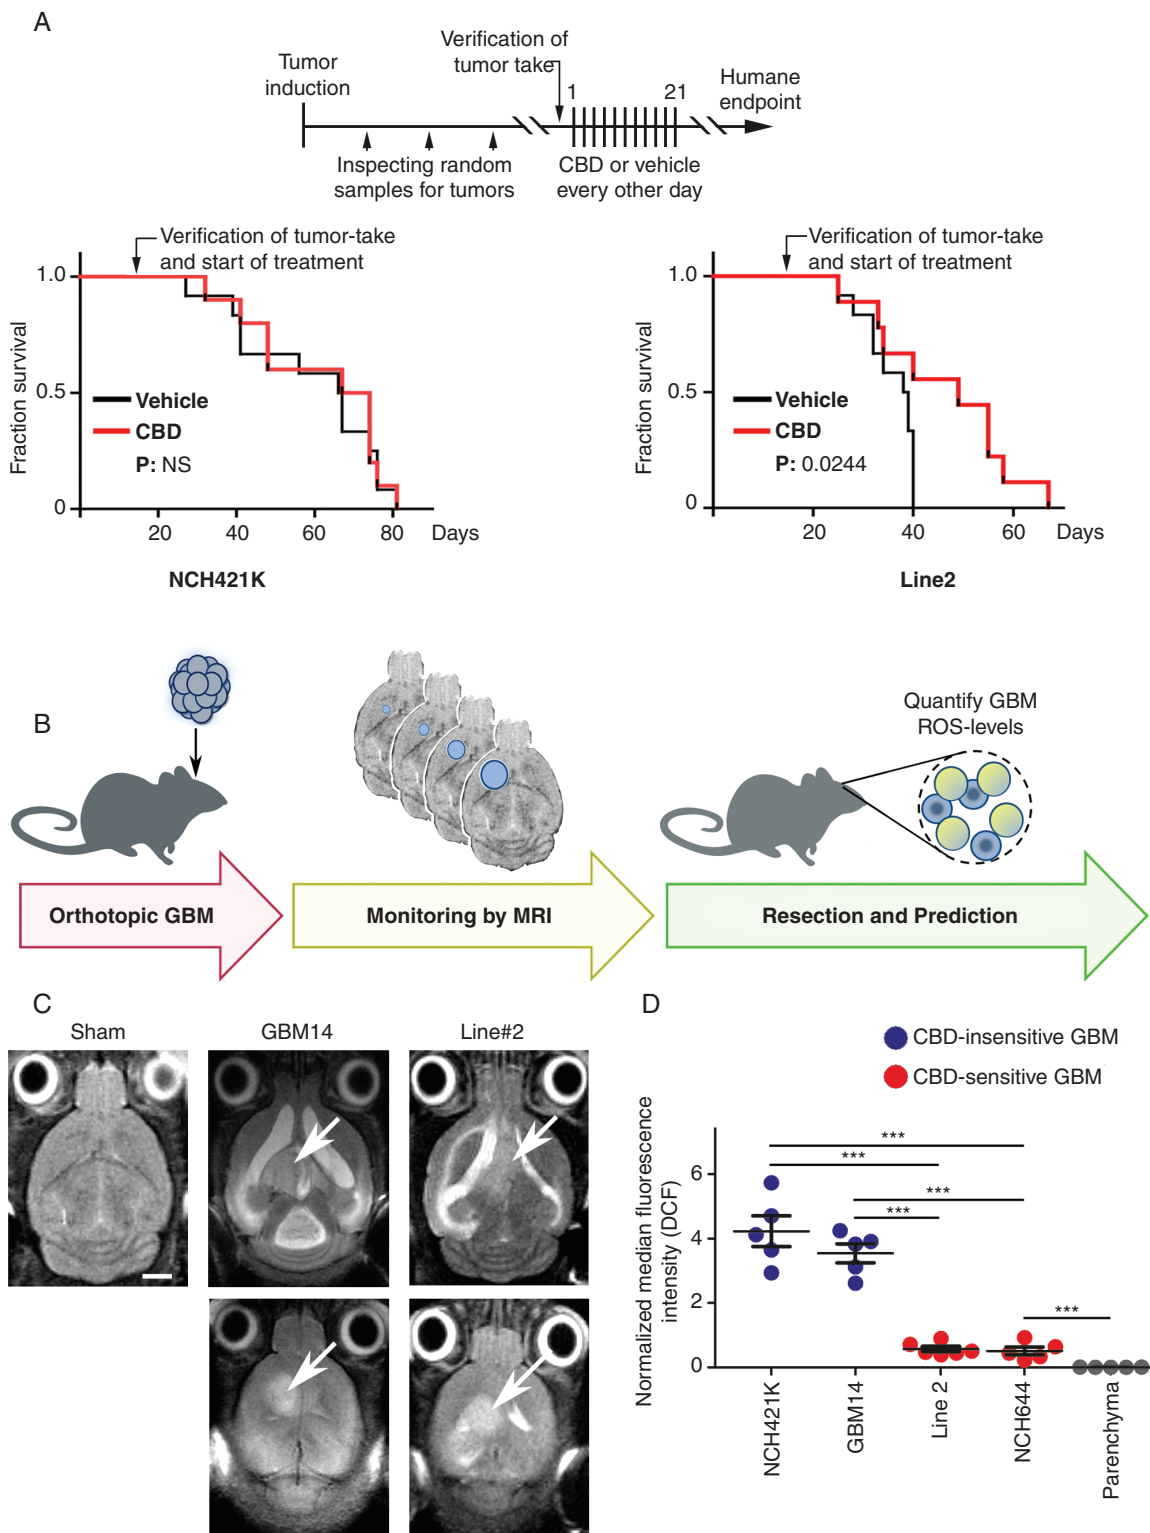 A
Verification of
tumor take
Tumor
induction
1
21
Humane
endpoint
Inspecting random
samples for tumors
CBD or vehicle
every other day
Verification of tumor-take
and start of treatment
1.0
0.5
0
Fraction survival
Vehicle
CBD
P: NS
20
40
60
80
Days
NCH421K
Verification of tumor-take
and start of treatment
1.0
0.5
0
Fraction survival
Vehicle
CBD
P: 0.0244
20
40
60
Days
Line2
B
Quantify GBM
ROS-levels
Orthotopic GBM
Monitoring by MRI
Resection and Prediction
C
Sham
GBM14
Line#2
D
CBD-insensitive GBM
CBD-sensitive GBM
Normalized median fluorescence
intensity (DCF)
6
4
2
0
***
***
***
***
***
NCH421K
GBM14
Line 2
NCH644
Parenchyma